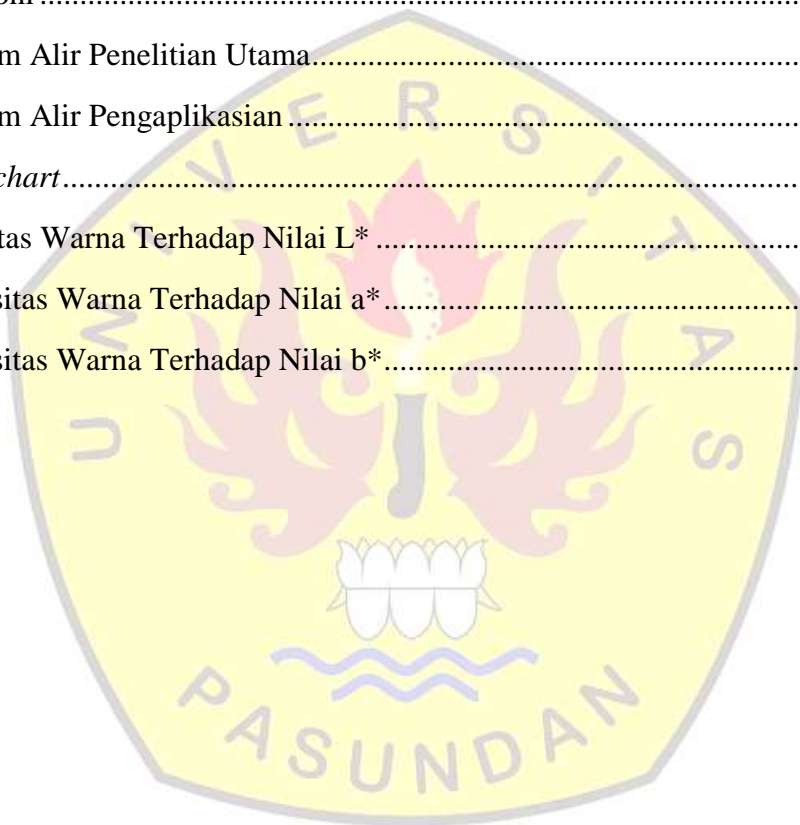 m Alir Penelitian Utama
m Alir Pengaplikasian
chart
tas Warna Terhadap Nilai L*
sitas Warna Terhadap Nilai a*
sitas Warna Terhadap Nilai b*
UNIVERSITAS
PASUNDAN